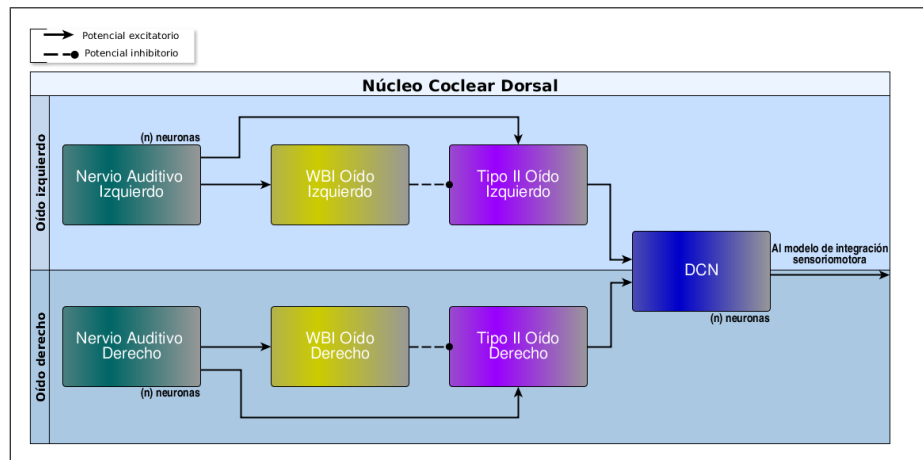 Potencial excitatorio
Potencial inhibitorio
Núcleo Coclear Dorsal
Oído izquierdo
(n) neuronas
Nervio Auditivo
Izquierdo
WBI Oído
Izquierdo
Tipo II Oído
Izquierdo
DCN
(n) neuronas
Al modelo de integración
sensoriomotora
Oído derecho
Nervio Auditivo
Derecho
(n) neuronas
WBI Oído
Derecho
Tipo II Oído
Derecho